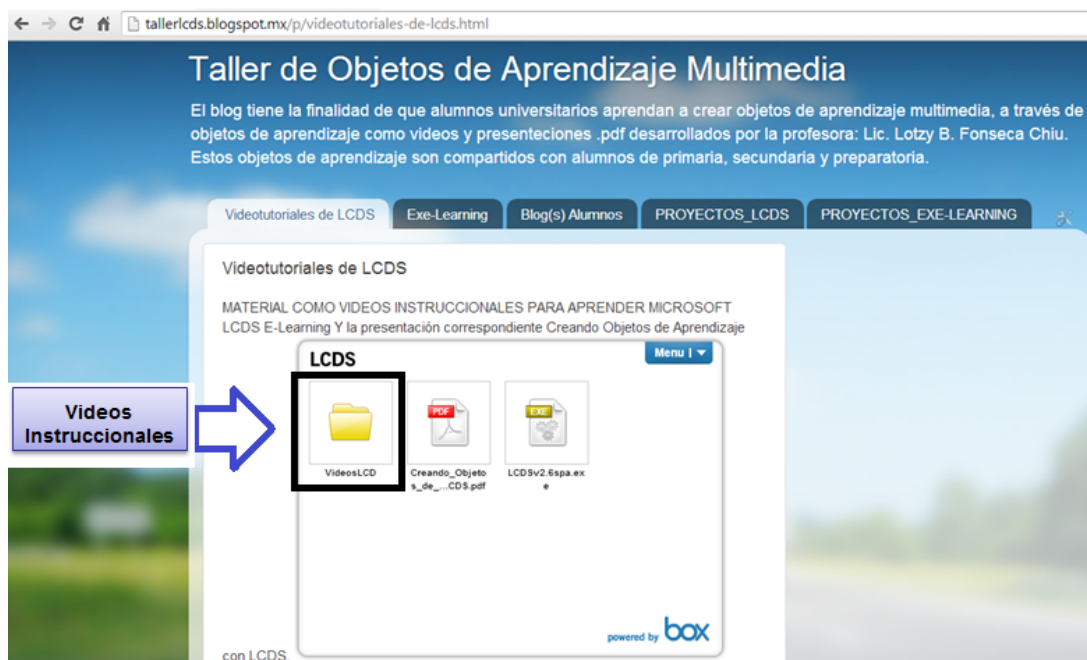 tallerlcds.blogspot.mx/p/videotutoriales-de-lcds.html
Taller de Objetos de Aprendizaje Multimedia
El blog tiene la finalidad de que alumnos universitarios aprendan a crear objetos de aprendizaje multimedia, a través de
objetos de aprendizaje como videos y presenteciones .pdf desarrollados por la profesora: Lic. Lotzy B. Fonseca Chiu.
Estos objetos de aprendizaje son compartidos con alumnos de primaria, secundaria y preparatoria.
Videotutoriales de LCDS Exe-Learning Blog(s) Alumnos PROYECTOS_LCDS PROYECTOS_EXE-LEARNING
Videotutoriales de LCDS
MATERIAL COMO VIDEOS INSTRUCCIONALES PARA APRENDER MICROSOFT
LCDS E-Learning Y la presentación correspondiente Creando Objetos de Aprendizaje
LCDS
Menu
Videos
Instruccionales
PDF
EXE
VideosLCD
Creando_Objeto
s_de_...CDS.pdf
LCDSv2.6spa.ex
e
powered by box
con LCDS